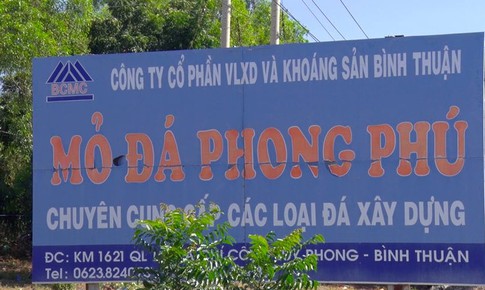 BCMC
CÔNG TY CỔ PHẦN VLXD VÀ KHOÁNG SẢN BÌNH THUẬN
MỎ ĐÁ PHONG PHÚ
CHUYÊN CUNG CẤP CÁC LOẠI ĐÁ XÂY DỰNG
ĐC: KM 1621 QL PHONG - BÌNH THUẬN
Tel: 0623.824